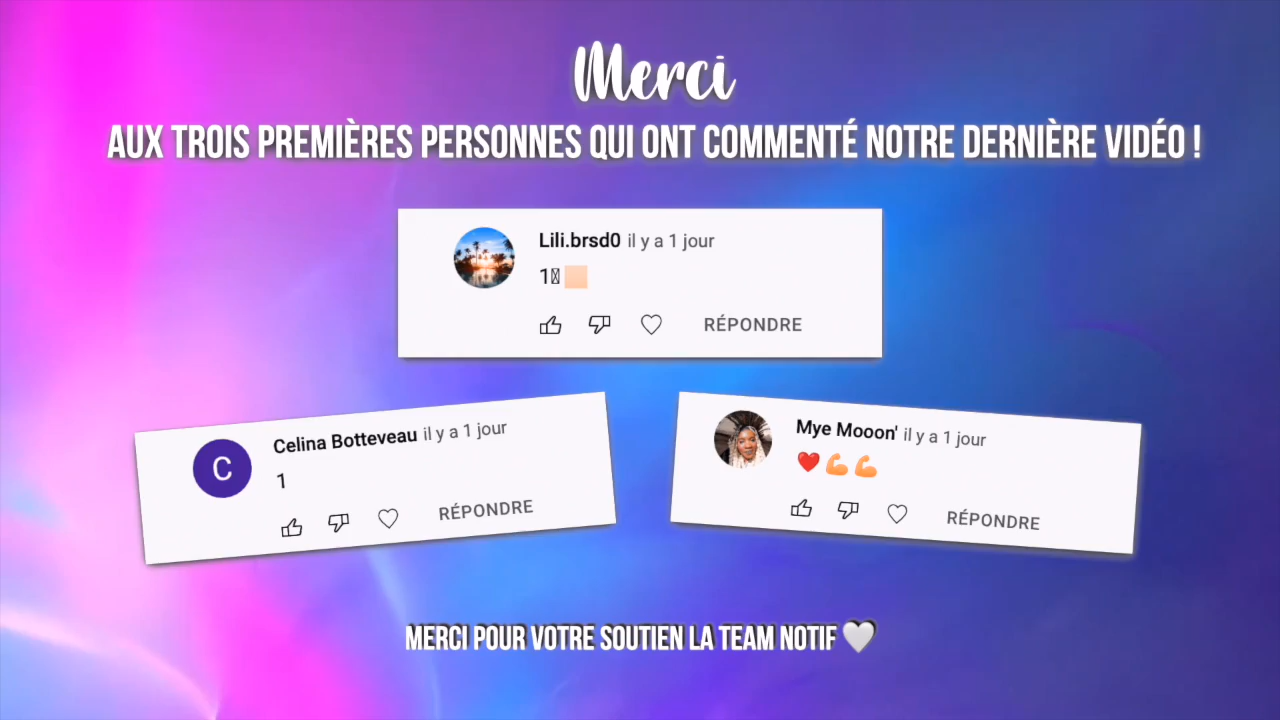 Merci
AUX TROIS PREMIÈRES PERSONNES QUI ONT COMMENTÉ NOTRE DERNIÈRE VIDÉO !
Lili.brsd0 il y a 1 jour
1
RÉPONDRE
C
Celina Botteveau il y a 1 jour
1
RÉPONDRE
Mye Mooon' il y a 1 jour
❤️💪💪
RÉPONDRE
MERCI POUR VOTRE SOUTIEN LA TEAM NOTIF 🤍